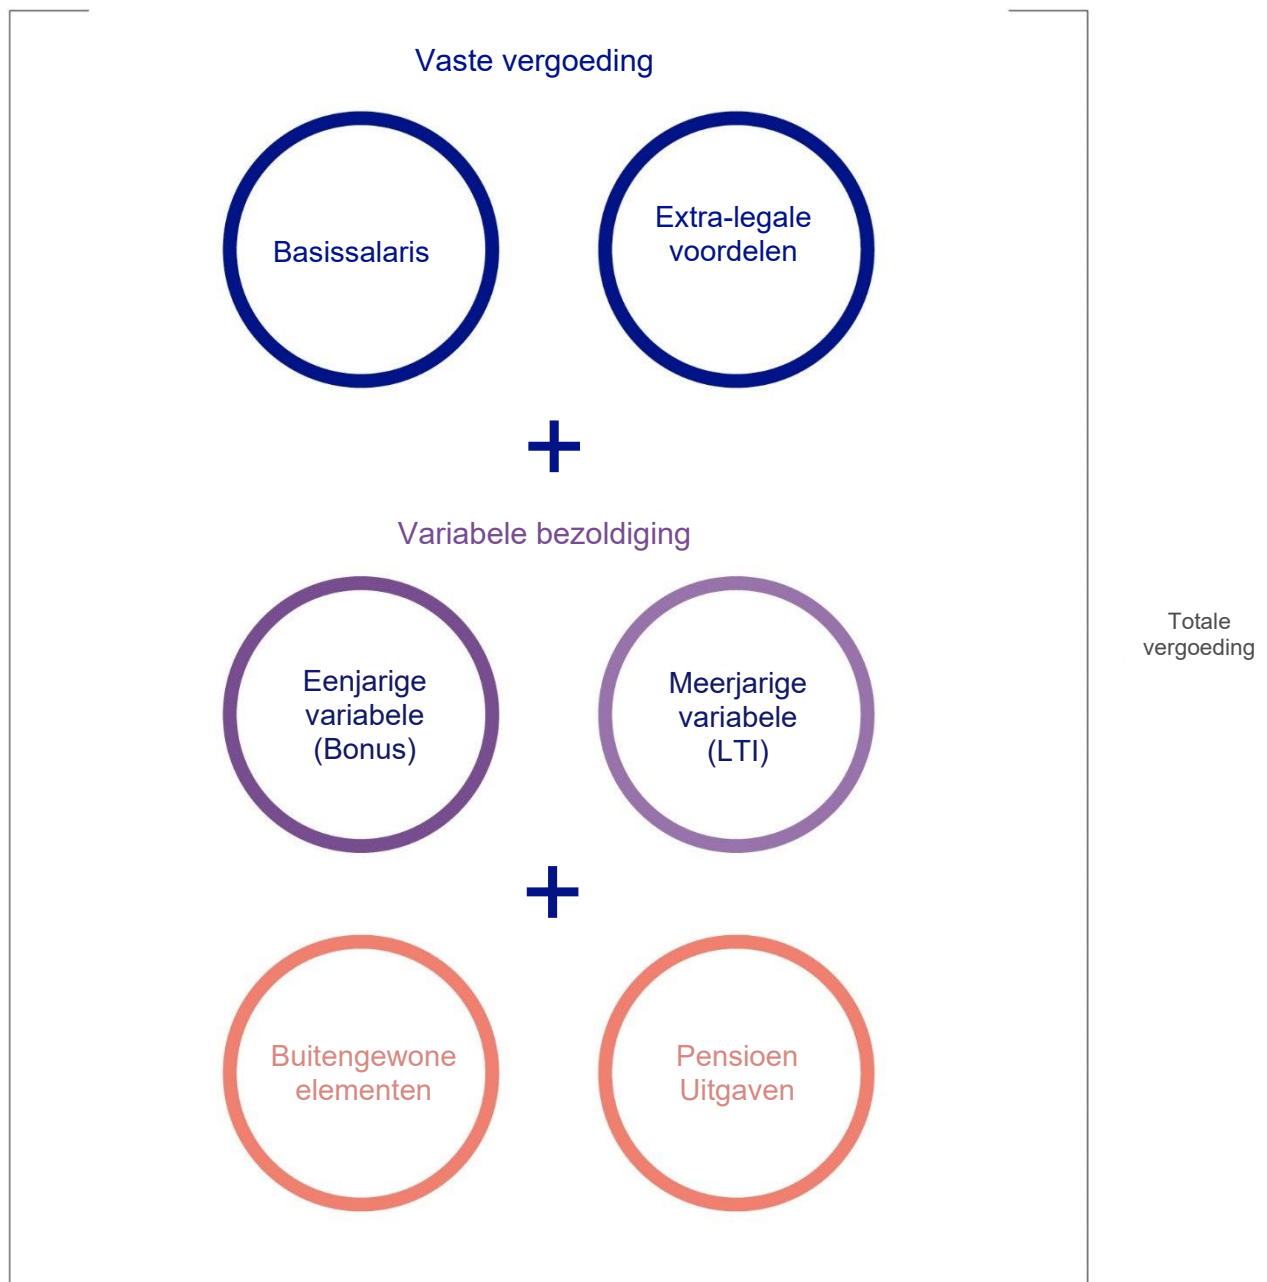 Vaste vergoeding
Basissalaris
Extra-legale
voordelen
+
Variabele bezoldiging
Eenjarige
variabele
(Bonus)
Meerjarige
variabele
(LTI)
Totale
vergoeding
+
Buitengewone
elementen
Pensioen
Uitgaven